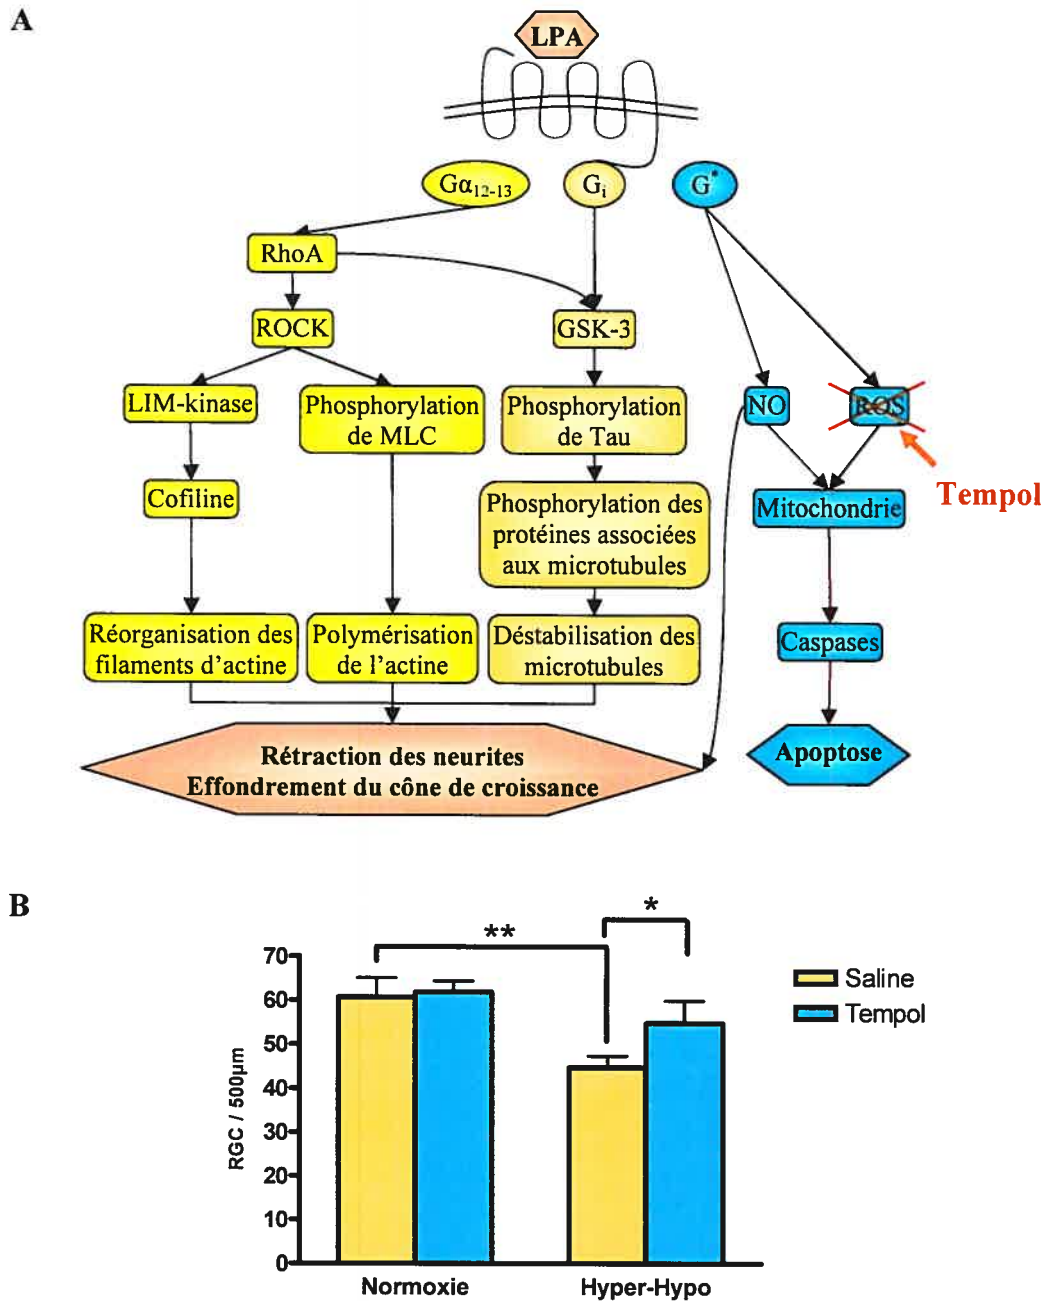 A
LPA
Gα12-13
Gi
G*
RhoA
ROCK
GSK-3
LIM-kinase
Phosphorylation
de MLC
Phosphorylation
de Tau
NO
ROS
Tempol
Cofiline
Phosphorylation des
protéines associées
aux microtubules
Mitochondrie
Réorganisation des
filaments d'actine
Polymérisation
de l'actine
Déstabilisation des
microtubules
Caspases
Rétraction des neurites
Effondrement du cône de croissance
Apoptose
B
**
*
70
60
50
40
30
20
10
0
RGC / 500µm
Normoxie
Hyper-Hypo
Saline
Tempol